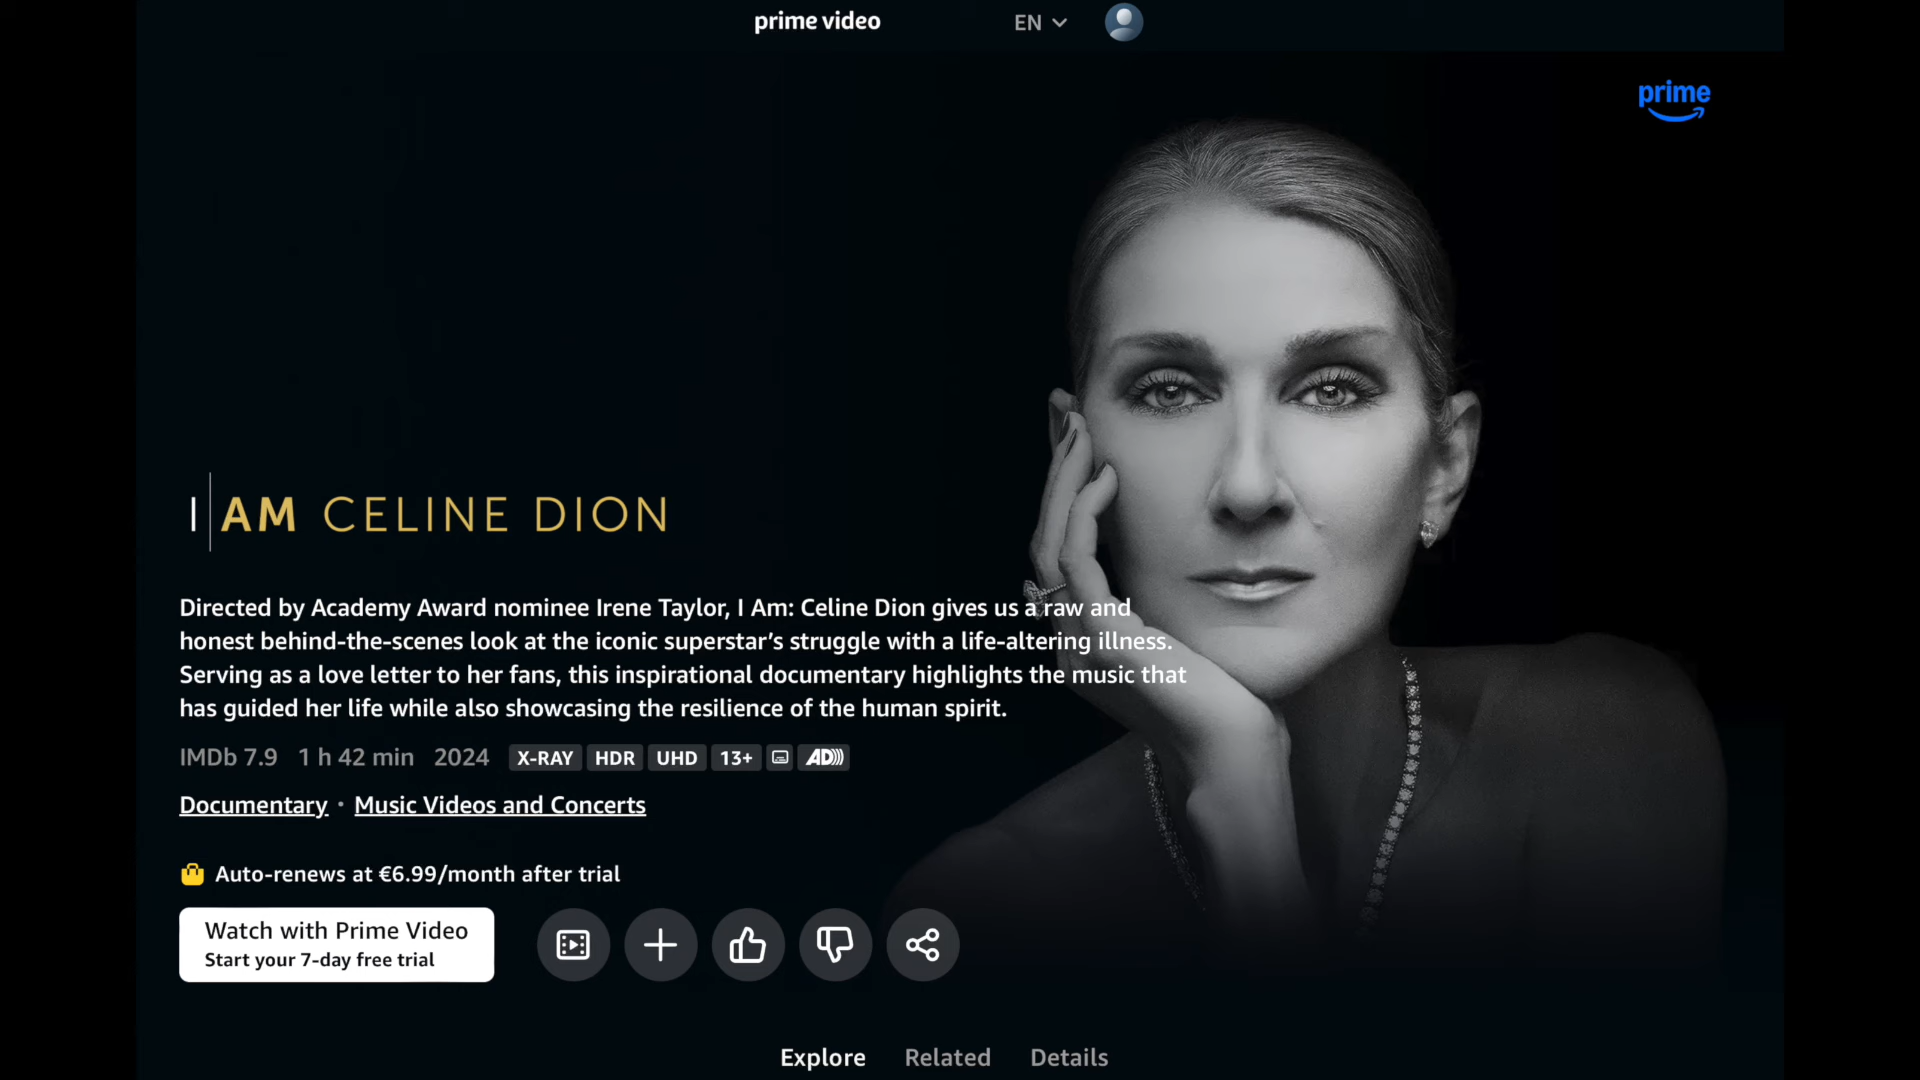 prime video
EN
prime
I AM CELINE DION
Directed by Academy Award nominee Irene Taylor, I Am: Celine Dion gives us a raw and
honest behind-the-scenes look at the iconic superstar’s struggle with a life-altering illness.
Serving as a love letter to her fans, this inspirational documentary highlights the music that
has guided her life while also showcasing the resilience of the human spirit.
IMDb 7.9 1 h 42 min 2024 X-RAY HDR UHD 13+ AD)))
Documentary • Music Videos and Concerts
Auto-renews at €6.99/month after trial
Watch with Prime Video
Start your 7-day free trial
Explore Related Details